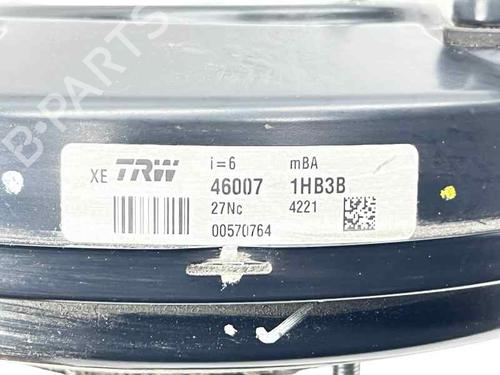 B-PARTS
XE TRW i=6 mBA
46007 1HB3B
27Nc 4221
00570764